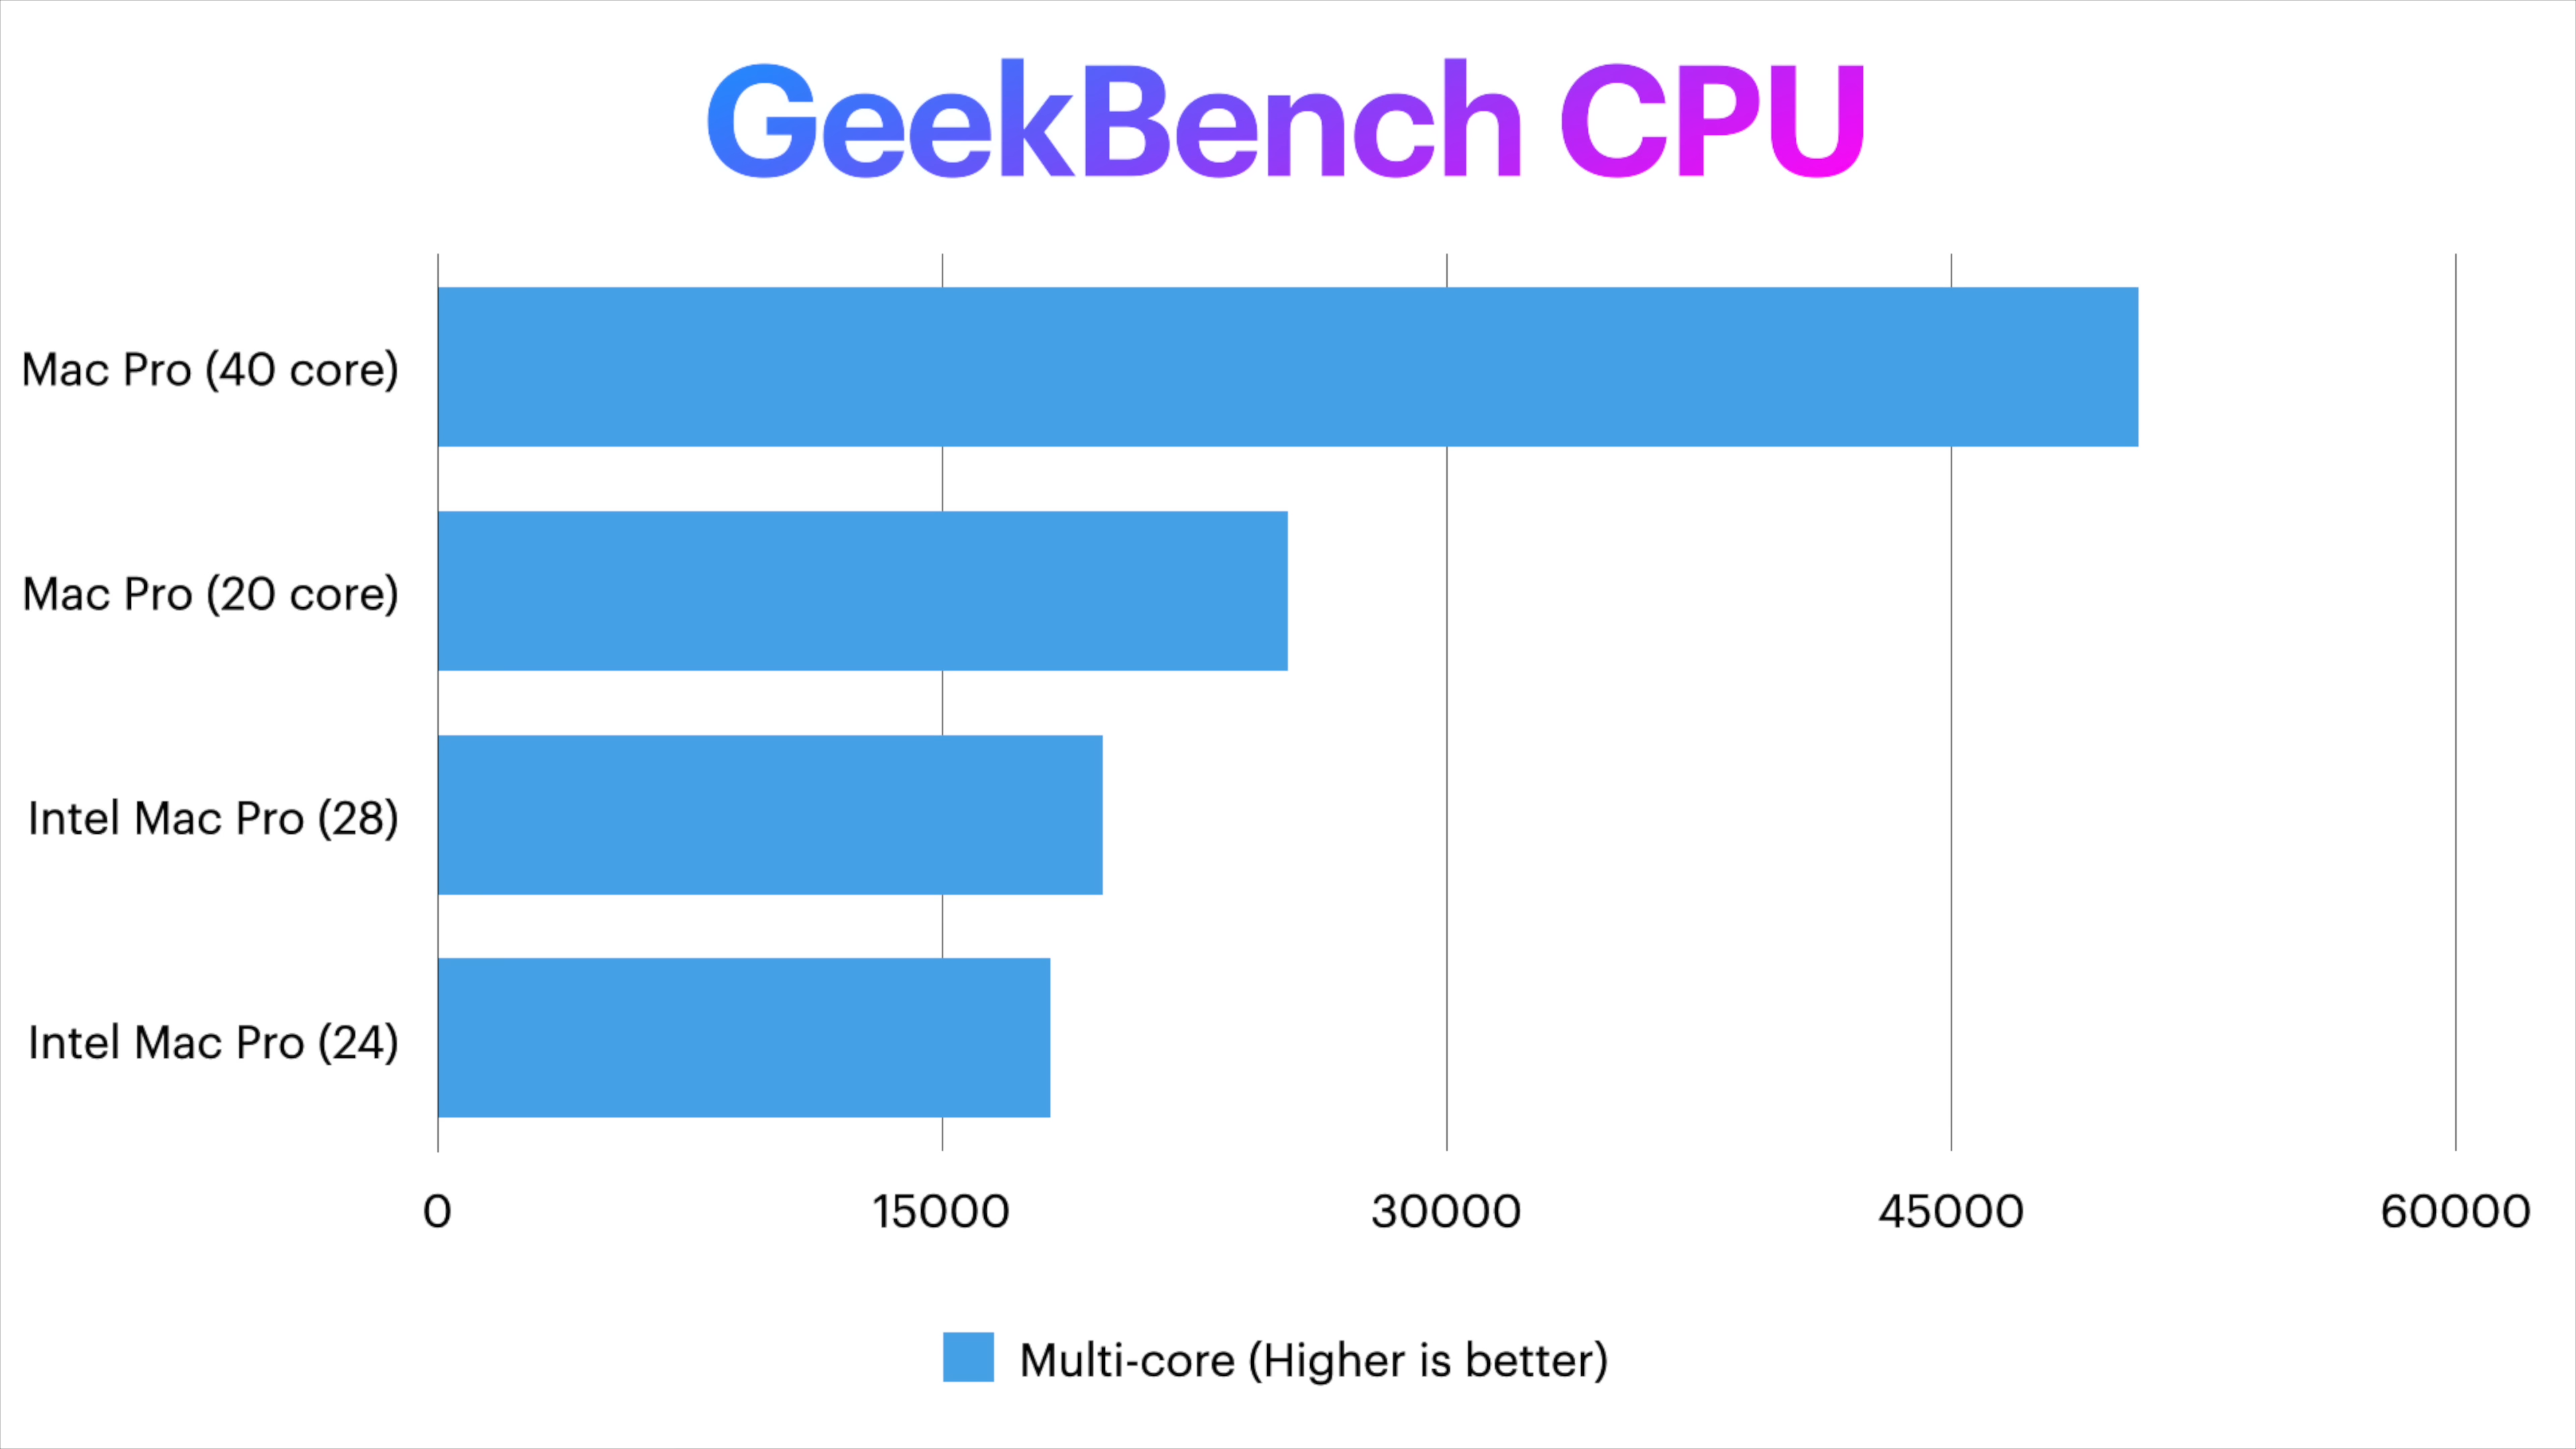 GeekBench CPU
Mac Pro (40 core)
Mac Pro (20 core)
Intel Mac Pro (28)
Intel Mac Pro (24)
0 15000 30000 45000 60000
Multi-core (Higher is better)